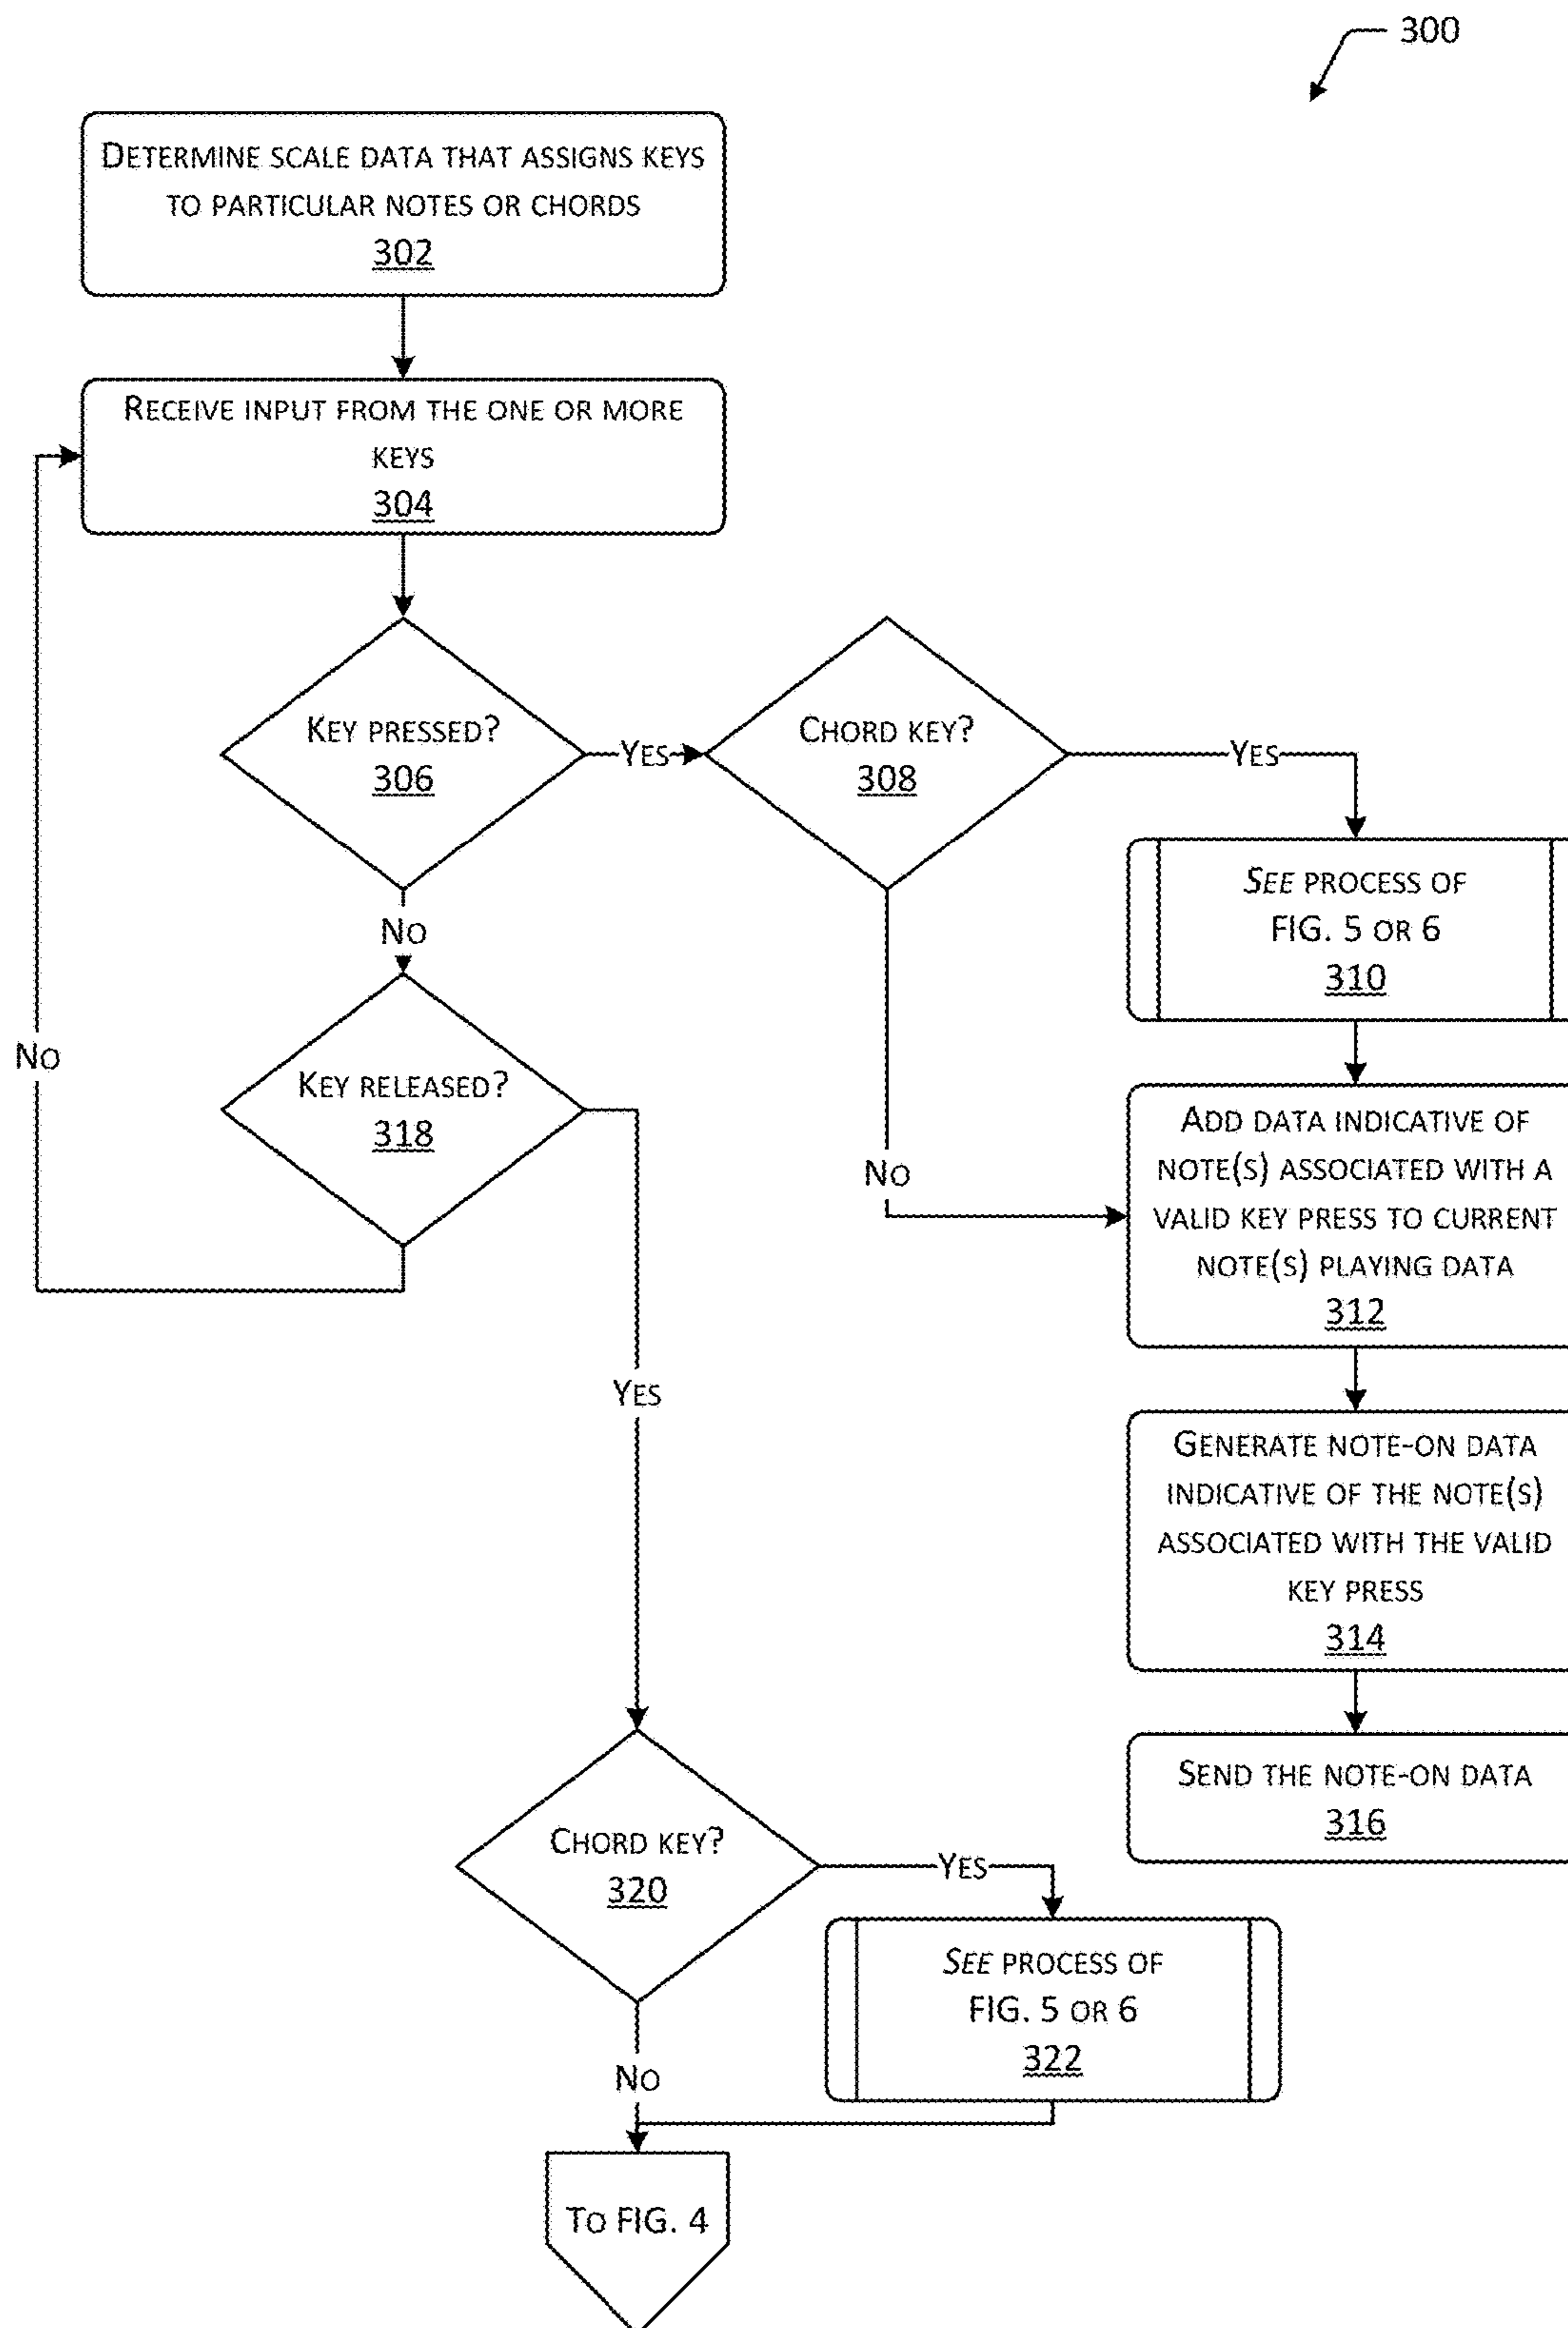 300
DETERMINE SCALE DATA THAT ASSIGNS KEYS
TO PARTICULAR NOTES OR CHORDS
302
RECEIVE INPUT FROM THE ONE OR MORE
KEYS
304
KEY PRESSED?
306
YES
CHORD KEY?
308
YES
NO
SEE PROCESS OF
FIG. 5 OR 6
310
NO
KEY RELEASED?
318
NO
ADD DATA INDICATIVE OF
NOTE(S) ASSOCIATED WITH A
VALID KEY PRESS TO CURRENT
NOTE(S) PLAYING DATA
312
YES
GENERATE NOTE-ON DATA
INDICATIVE OF THE NOTE(S)
ASSOCIATED WITH THE VALID
KEY PRESS
314
SEND THE NOTE-ON DATA
316
CHORD KEY?
320
YES
SEE PROCESS OF
FIG. 5 OR 6
322
NO
TO FIG. 4